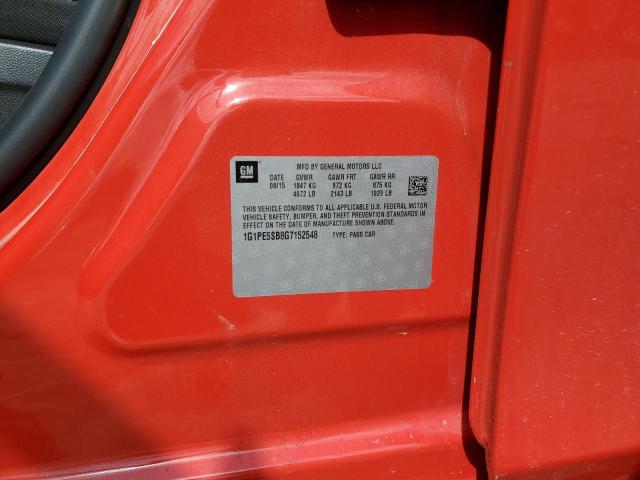 GM
MFD BY GENERAL MOTORS LLC
DATE GVWR GAWR FRT GAWR RR
08/15 1847 KG 972 KG 875 KG
4072 LB 2143 LB 1929 LB
THIS VEHICLE CONFORMS TO ALL APPLICABLE U.S. FEDERAL MOTOR
VEHICLE SAFETY, BUMPER, AND THEFT PREVENTION STANDARDS IN
EFFECT ON THE DATE OF MANUFACTURE SHOWN ABOVE.
1G1PE5SB8G7152548 TYPE: PASS CAR